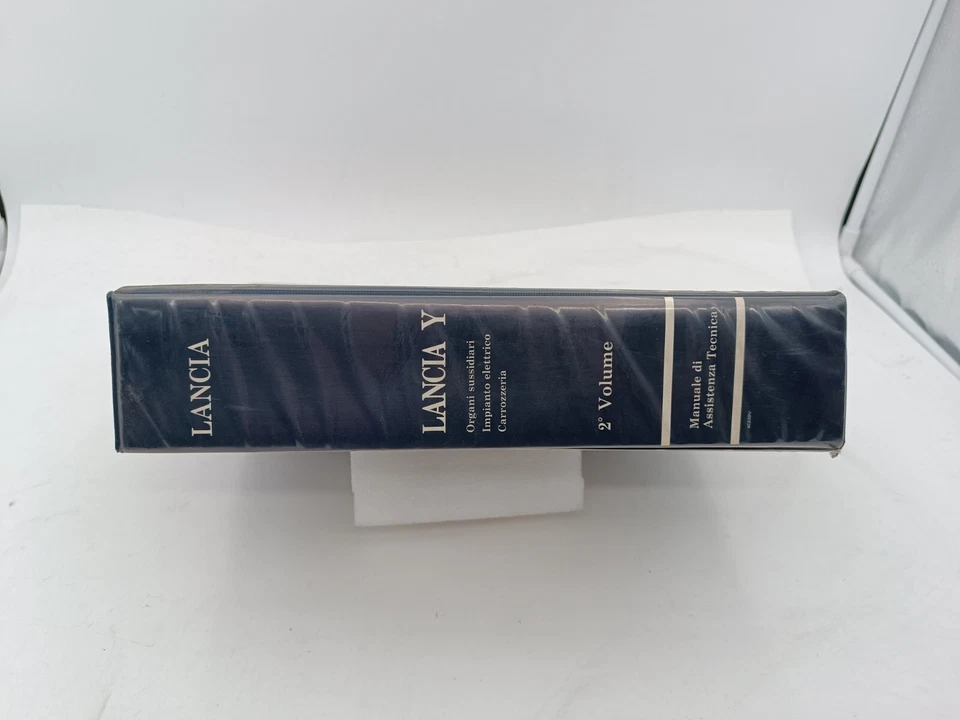 LANCIA
LANCIA Y
Organi sussidiari
Impianto elettrico
Carrozzeria
2° Volume
Manuale di
Assistenza Tecnica